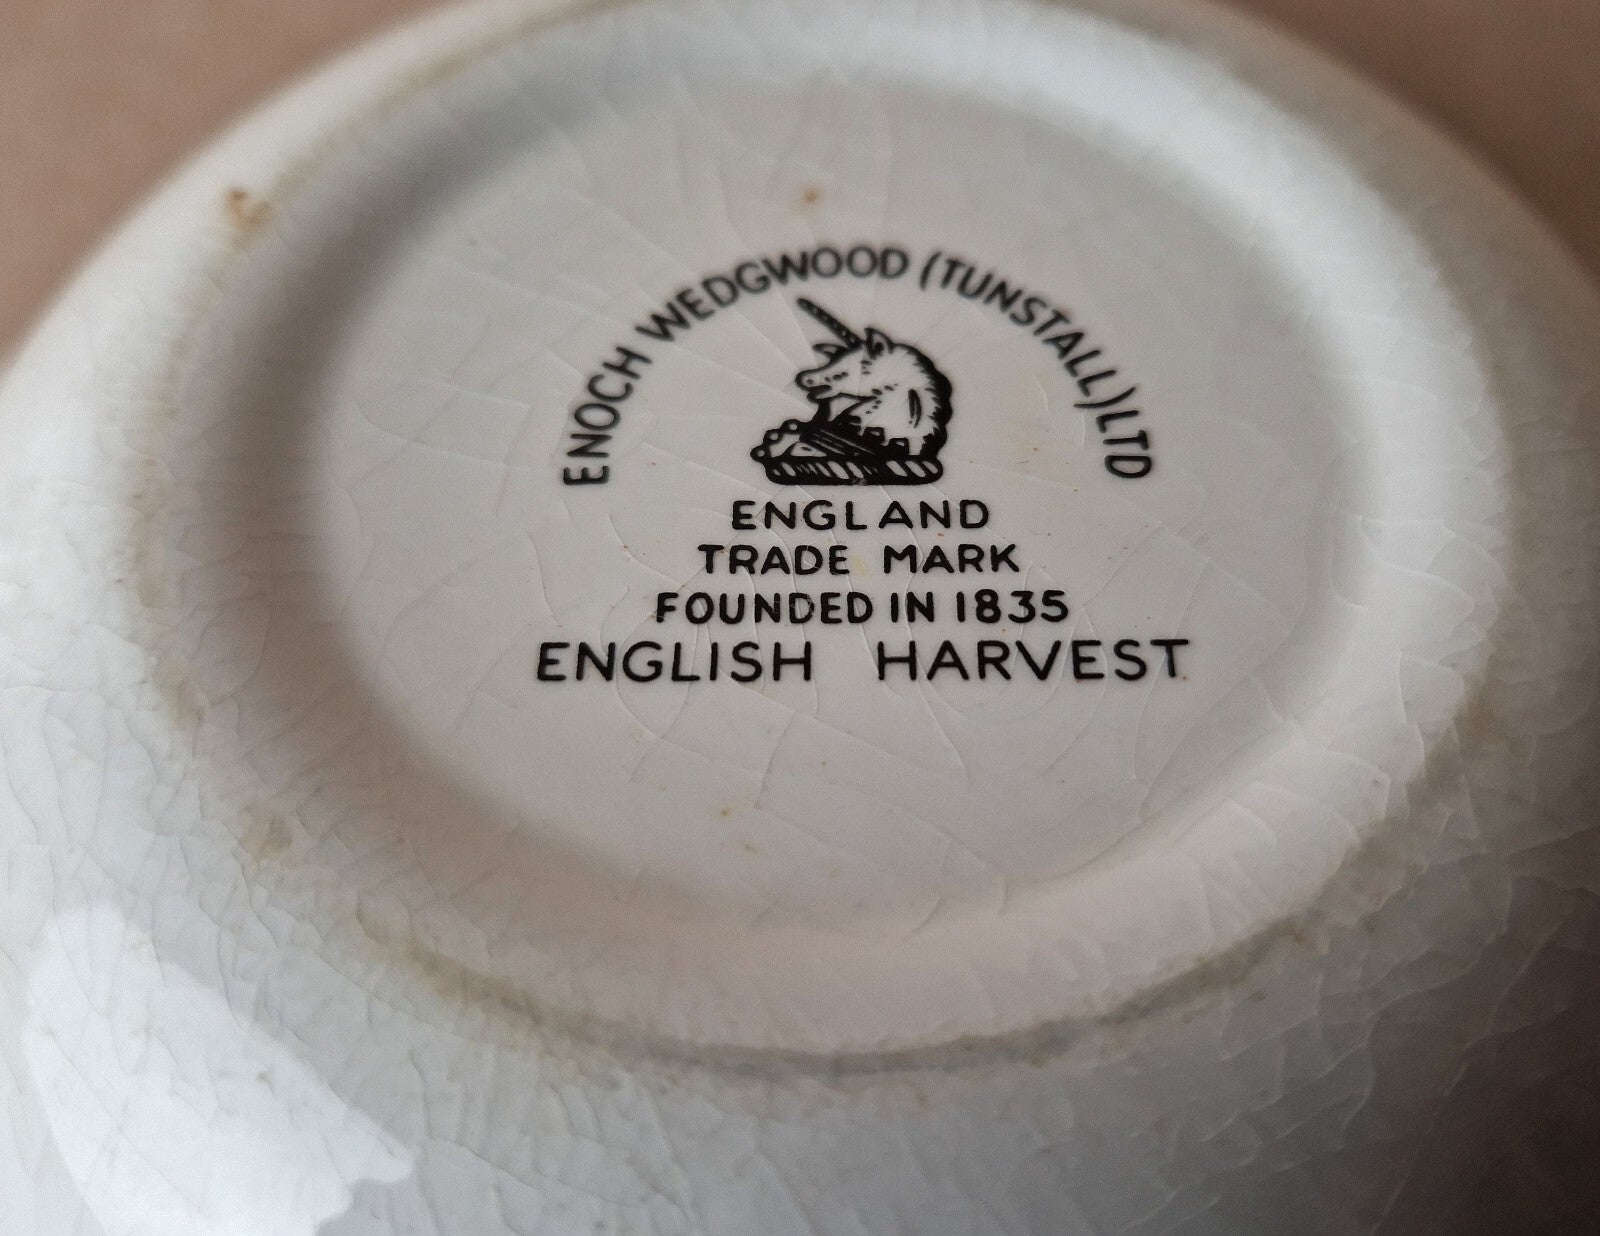 ENOCH WEDGWOOD (TUNSTALL) LTD
ENGLAND
TRADE MARK
FOUNDED IN 1835
ENGLISH HARVEST